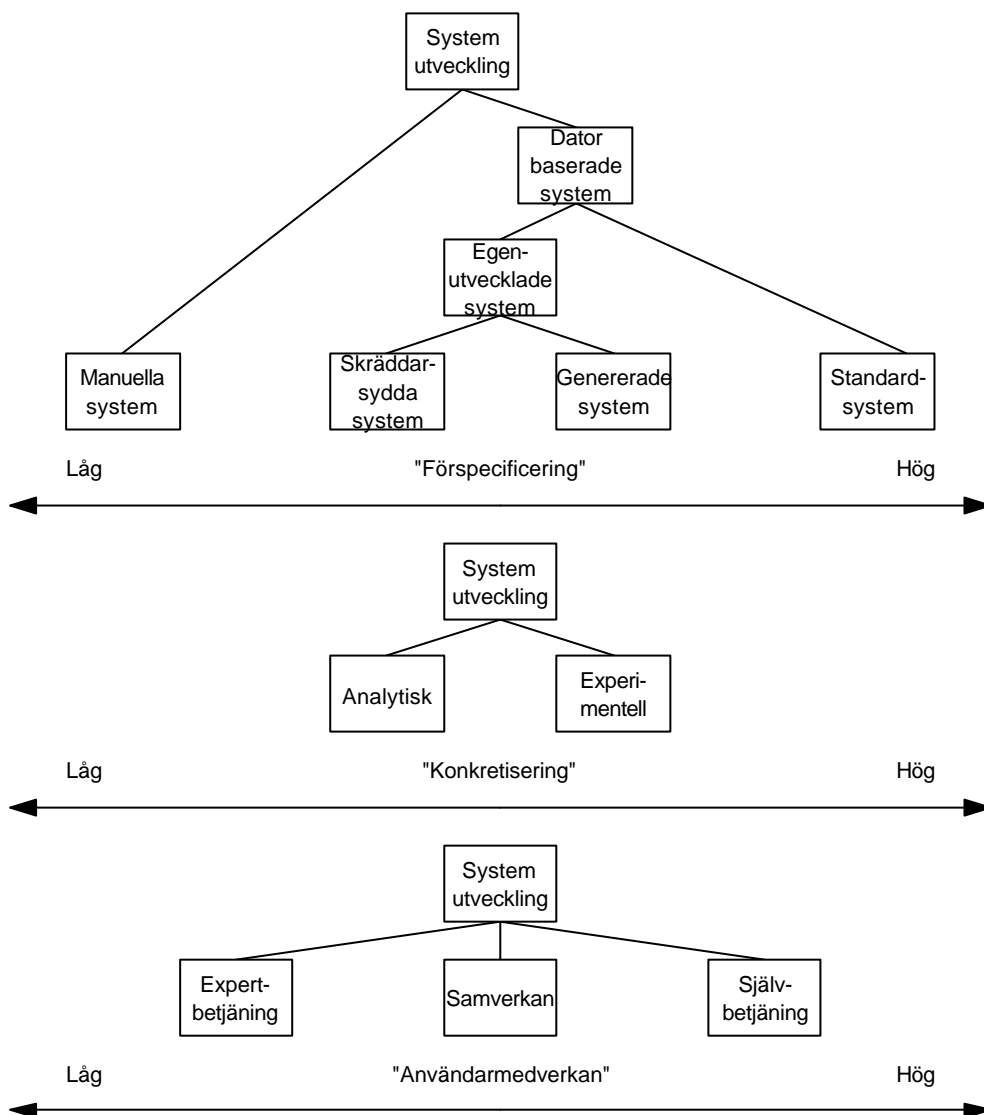 System
utveckling
Dator
baserade
system
Egen-
utvecklade
system
Manuella
system
Skräddar-
sydda
system
Genererade
system
Standard-
system
Låg "Förspecificering" Hög
System
utveckling
Analytisk
Experi-
mentell
Låg "Konkretisering" Hög
System
utveckling
Expert-
betjäning
Samverkan
Själv-
betjäning
Låg "Användarmedverkan" Hög